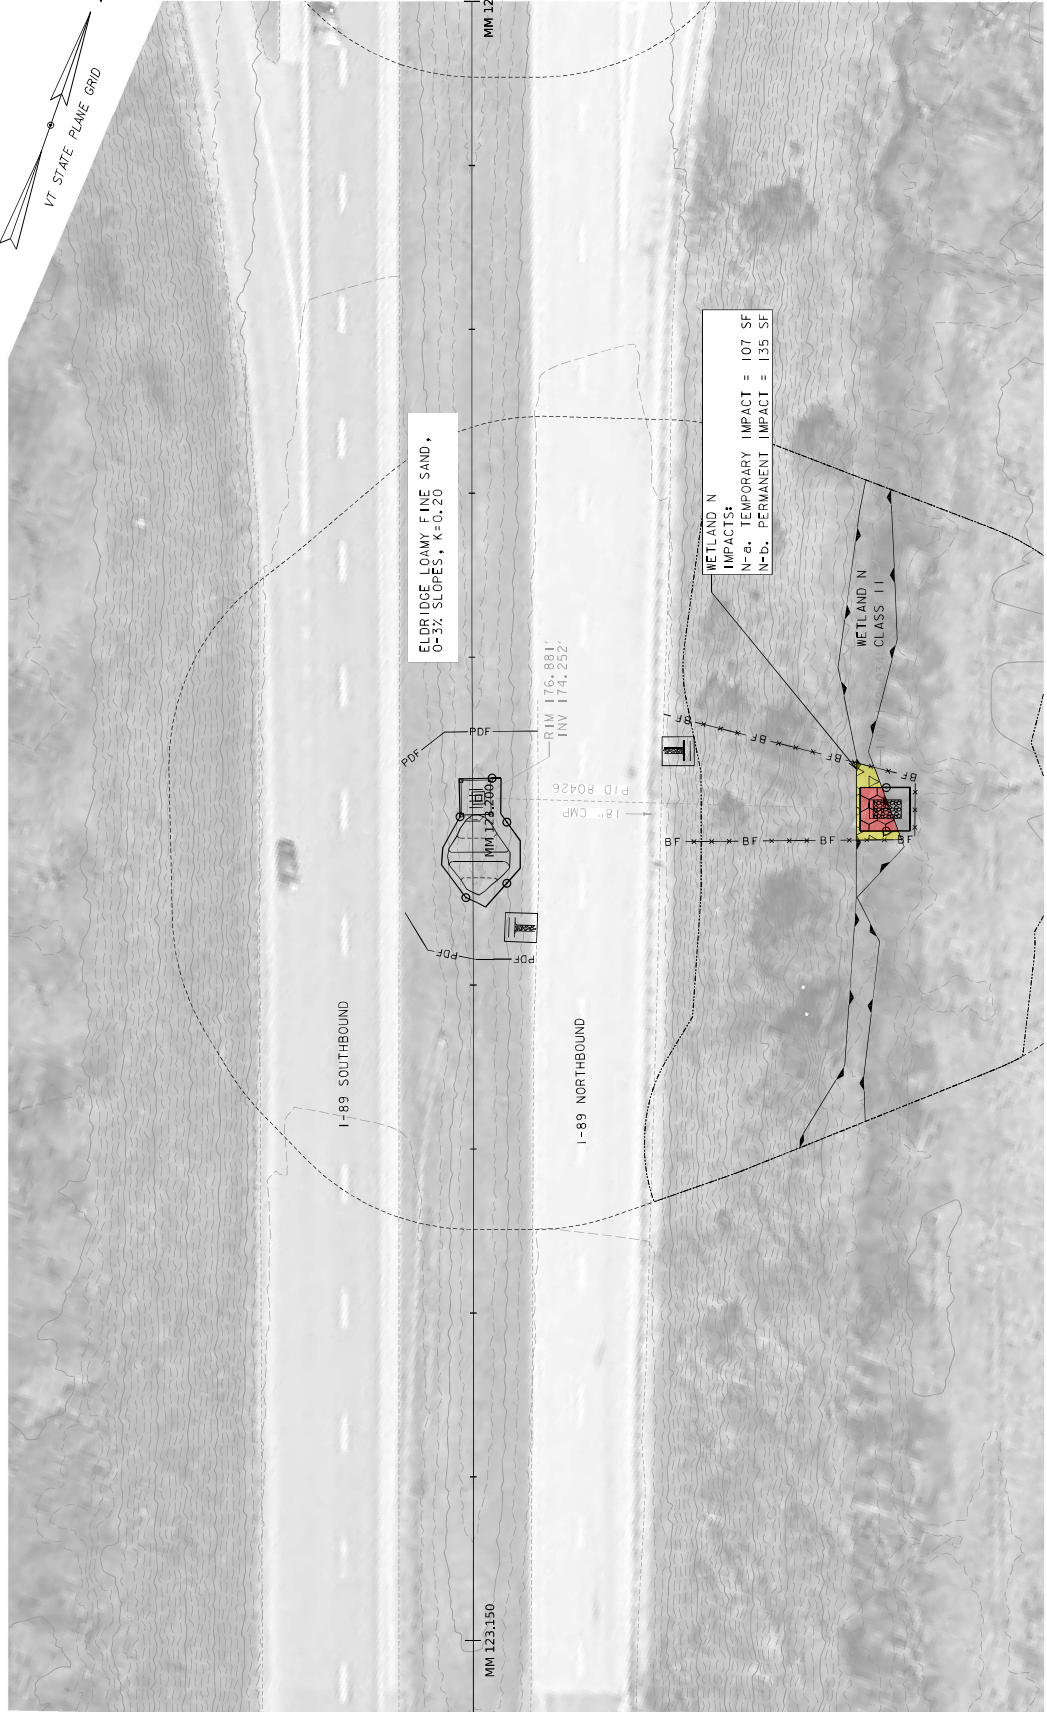 VT STATE PLANE GRID
MM 12
ELDRIDGE LOAMY FINE SAND,
0-3% SLOPES, K=0.20
WETLAND N
IMPACTS:
N-a. TEMPORARY IMPACT = 107 SF
N-b. PERMANENT IMPACT = 135 SF
WETLAND N
CLASS II
RIM 176.881'
INV 174.252'
PID 80426
18" CMP
PDF
PDF
MM 123.200
PDF
PDF
BF
BF
BF
BF
BF
BF
BF
BF
I-89 SOUTHBOUND
I-89 NORTHBOUND
MM 123.150